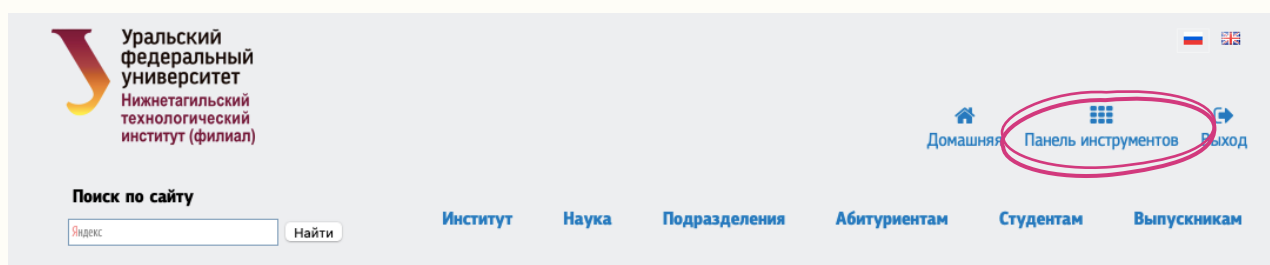 Уральский
федеральный
университет
Нижнетагильский
технологический
институт (филиал)
Домашняя Панель инструментов Выход
Поиск по сайту
Яндекс Найти
Институт Наука Подразделения Абитуриентам Студентам Выпускникам